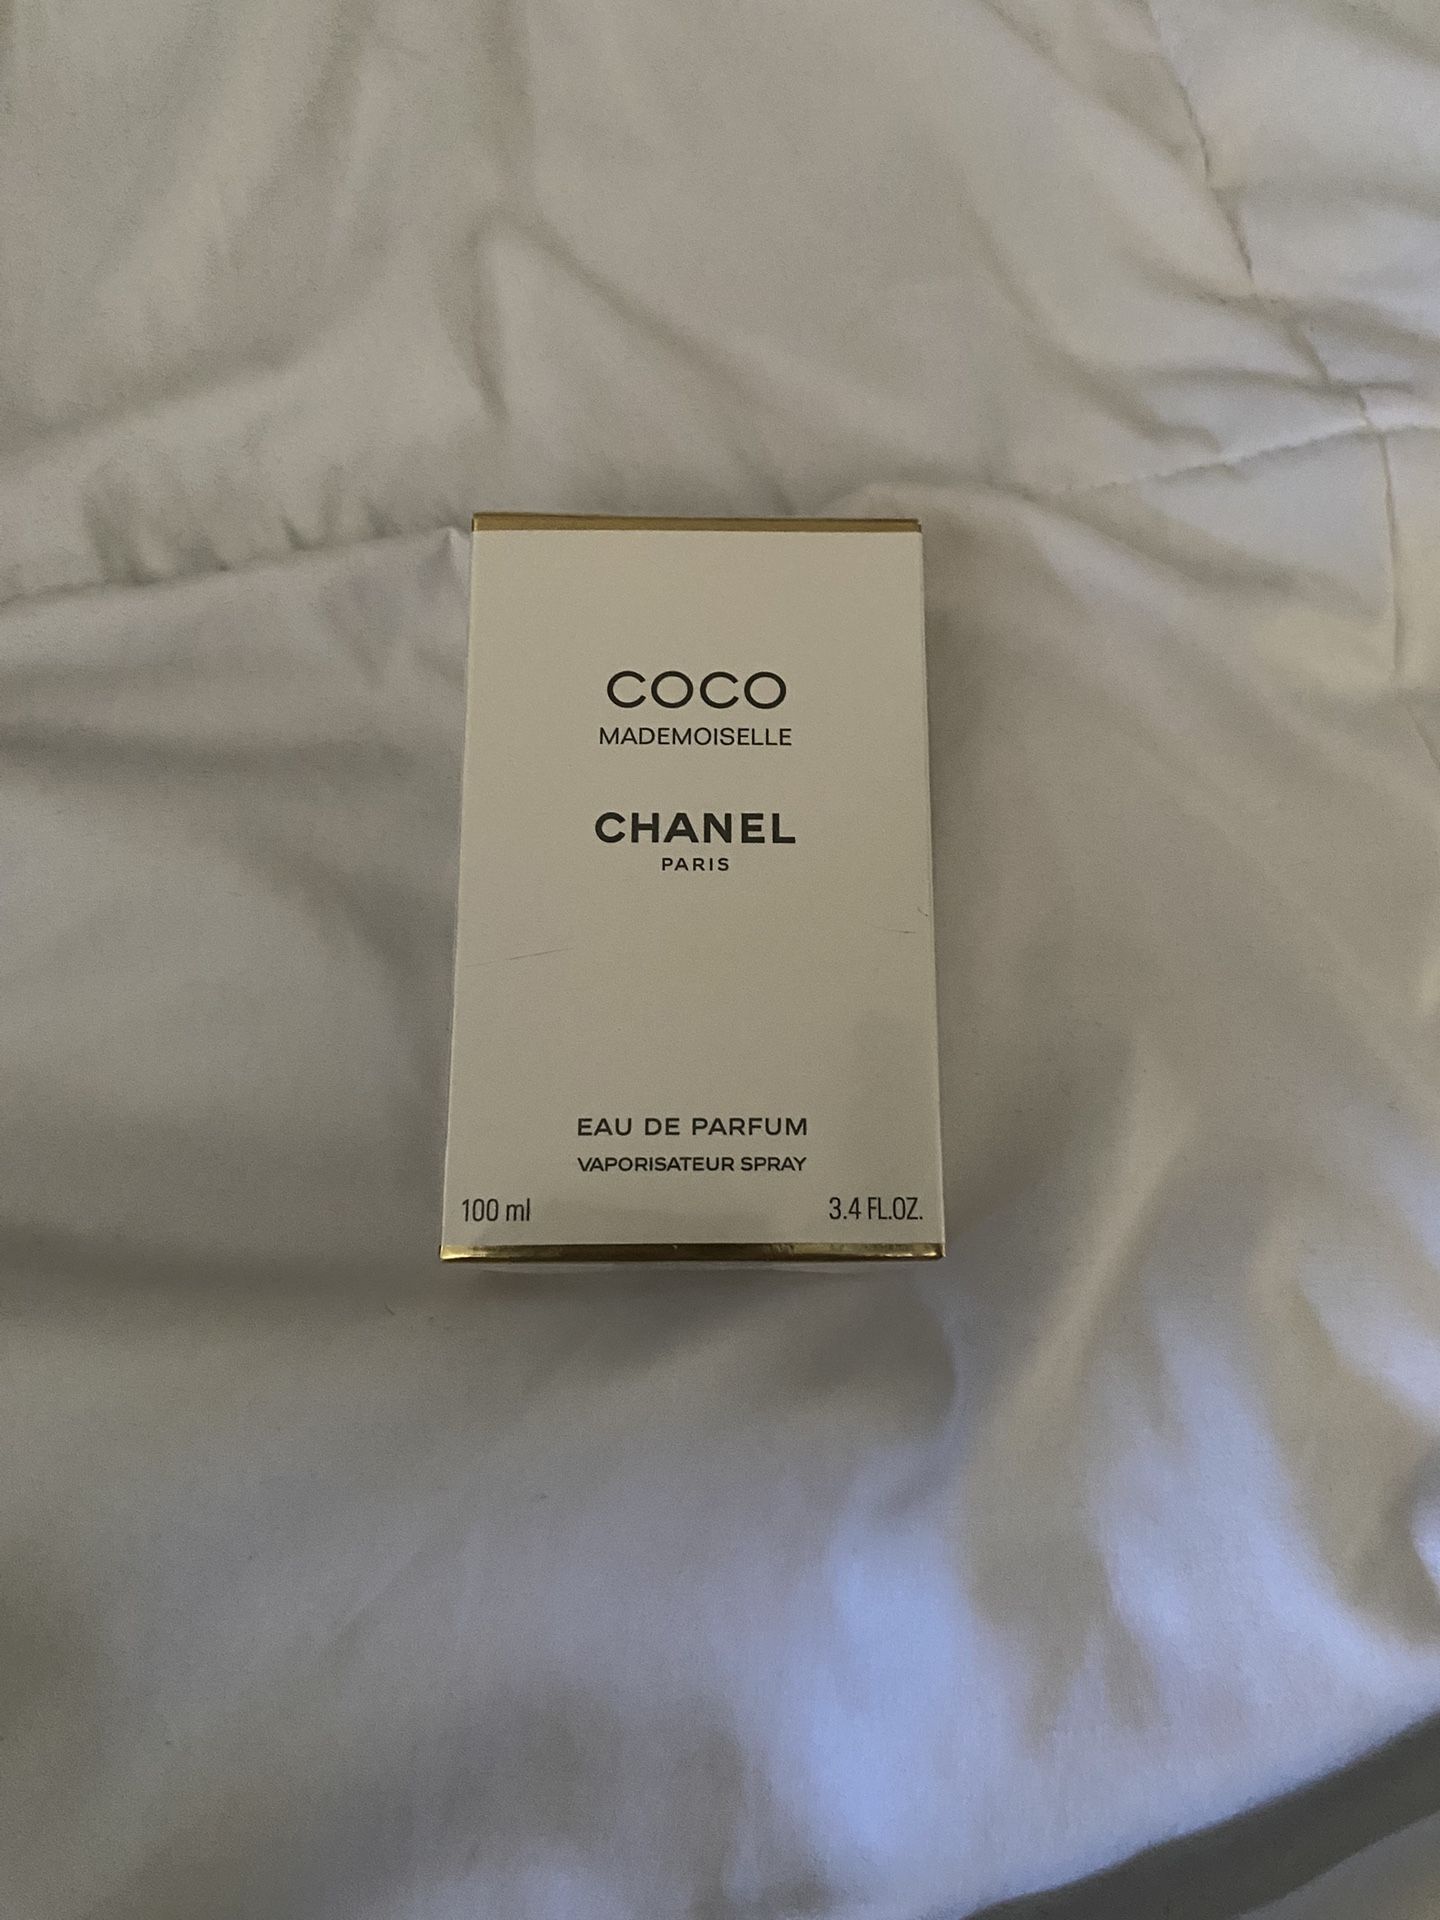 COCO
MADEMOISELLE
CHANEL
PARIS
EAU DE PARFUM
VAPORISATEUR SPRAY
100 ml 3.4 FL.OZ.